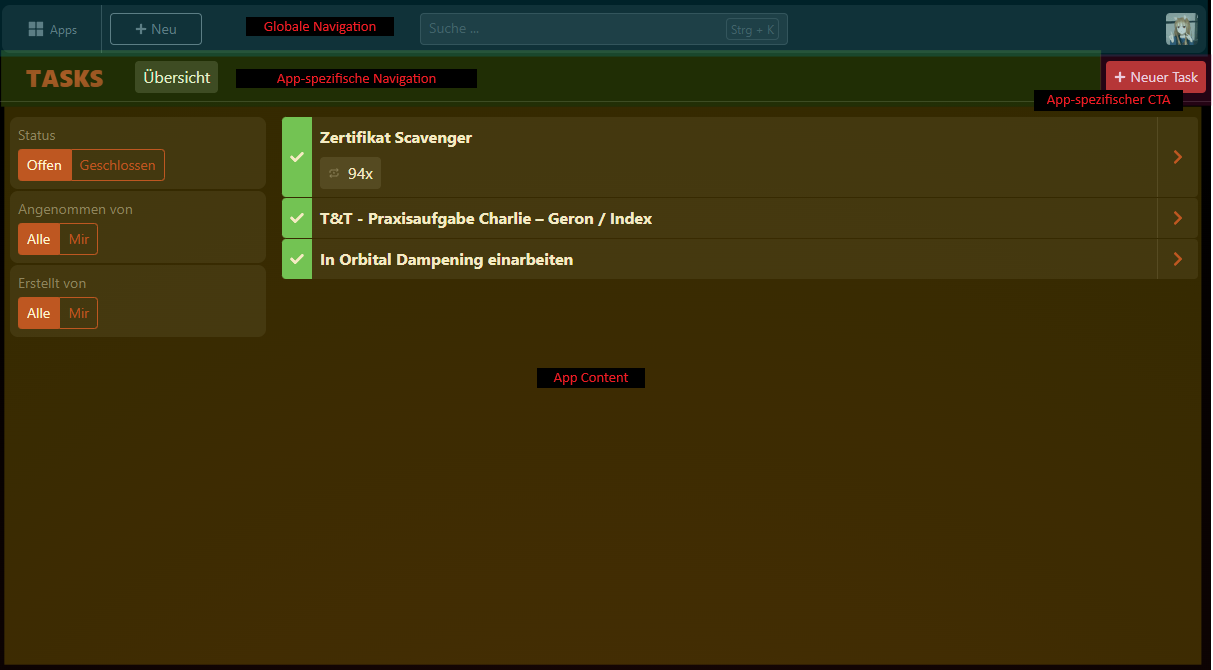 Apps
+ Neu
Globale Navigation
Suche ...
Strg + K
TASKS
Übersicht
App-spezifische Navigation
+ Neuer Task
App-spezifischer CTA
Status
Offen
Geschlossen
Angenommen von
Alle
Mir
Erstellt von
Alle
Mir
Zertifikat Scavenger
94x
T&T - Praxisaufgabe Charlie – Geron / Index
In Orbital Dampening einarbeiten
App Content